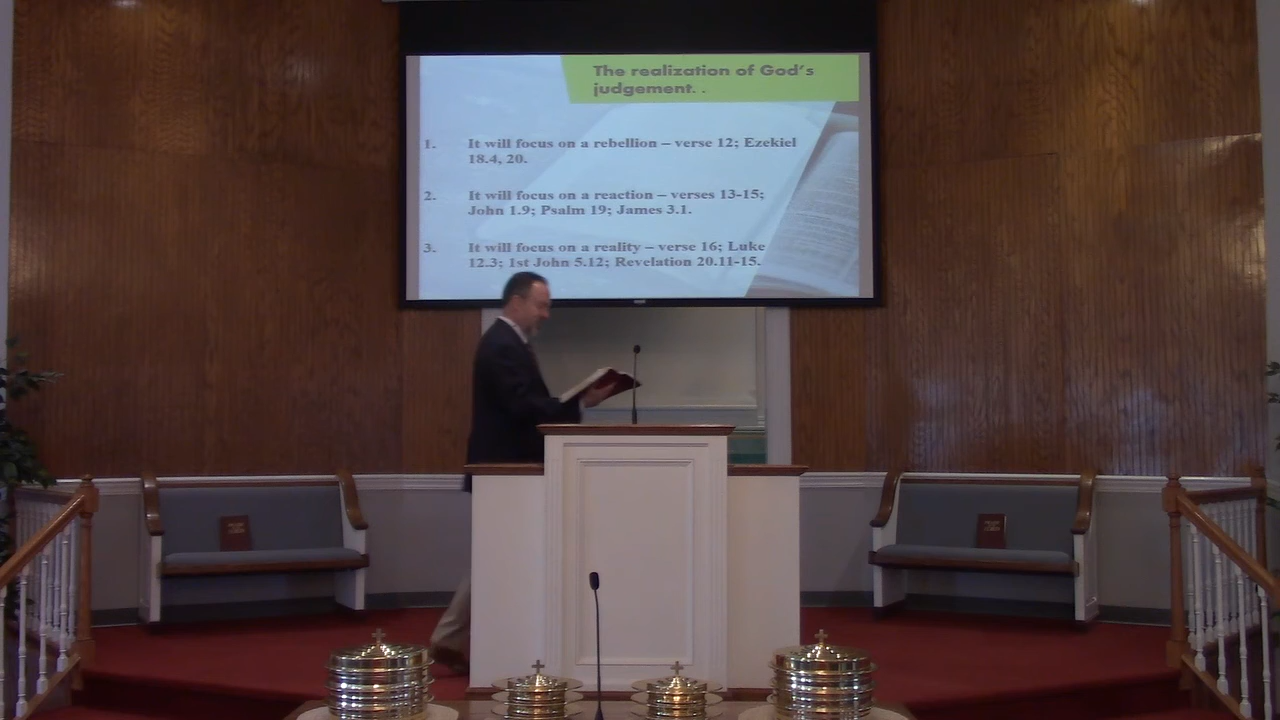 The realization of God's
judgement. .
1. It will focus on a rebellion – verse 12; Ezekiel
18.4, 20.
2. It will focus on a reaction – verses 13-15;
John 1.9; Psalm 19; James 3.1.
3. It will focus on a reality – verse 16; Luke
12.3; 1st John 5.12; Revelation 20.11-15.